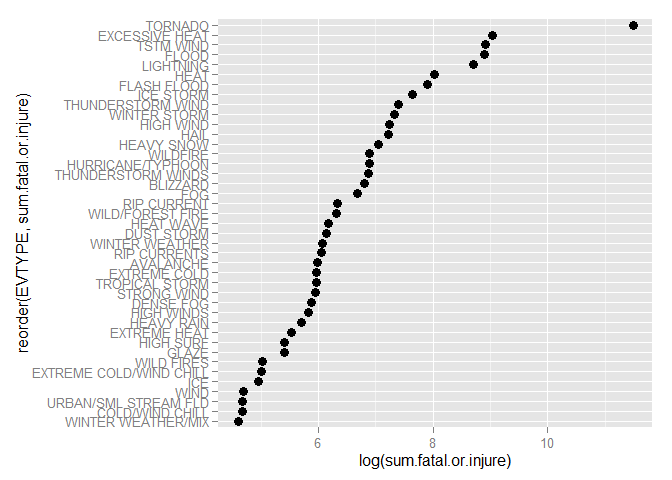 TORNADO
EXCESSIVE HEAT
TSTM WIND
FLOOD
LIGHTNING
HEAT
FLASH FLOOD
ICE STORM
THUNDERSTORM WIND
WINTER STORM
HIGH WIND
HAIL
HEAVY SNOW
WILDFIRE
HURRICANE/TYPHOON
THUNDERSTORM WINDS
BLIZZARD
FOG
RIP CURRENT
WILD/FOREST FIRE
HEAT WAVE
DUST STORM
WINTER WEATHER
RIP CURRENTS
AVALANCHE
EXTREME COLD
TROPICAL STORM
STRONG WIND
DENSE FOG
HIGH WINDS
HEAVY RAIN
EXTREME HEAT
HIGH SURF
GLAZE
WILD FIRES
EXTREME COLD/WIND CHILL
ICE
WIND
URBAN/SML STREAM FLD
COLD/WIND CHILL
WINTER WEATHER/MIX
reorder(EVTYPE, sum.fatal.or.injure)
6 8 10
log(sum.fatal.or.injure)